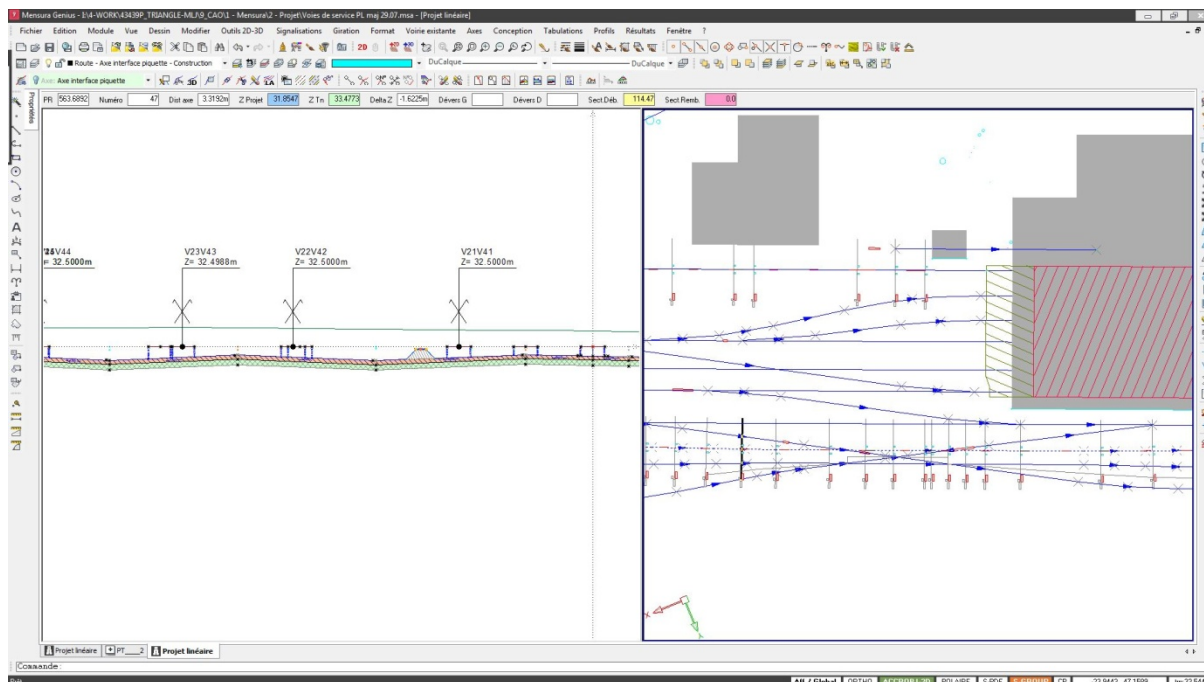 Mensura Genius - I:\4-WORK\43439P_TRIANGLE-MLJ\9_CAO\1 - Mensura\2 - Projet\Voies de service PL maj 29.07.msa - [Projet linéaire]
Fichier Edition Module Vue Dessin Modifier Outils 2D-3D Signalisations Giration Format Voirie existante Axes Conception Tabulations Profils Résultats Fenêtre ?
Route - Axe interface piquette - Construction DuCalque DuCalque
Axe: Axe interface piquette
PR 563.6892 Numéro 47 Dist axe 3.3192m Z Projet 31.8547 Z Tn 33.4773 Delta Z -1.6225m Dévers G Dévers D Sect.Déb. 114.47 Sect.Remb. 0.0
Propriétés
V23V43 V22V42 V21V41
= 32.5000m Z= 32.4988m Z= 32.5000m Z= 32.5000m
Projet linéaire PT____2 Projet linéaire
Commande: